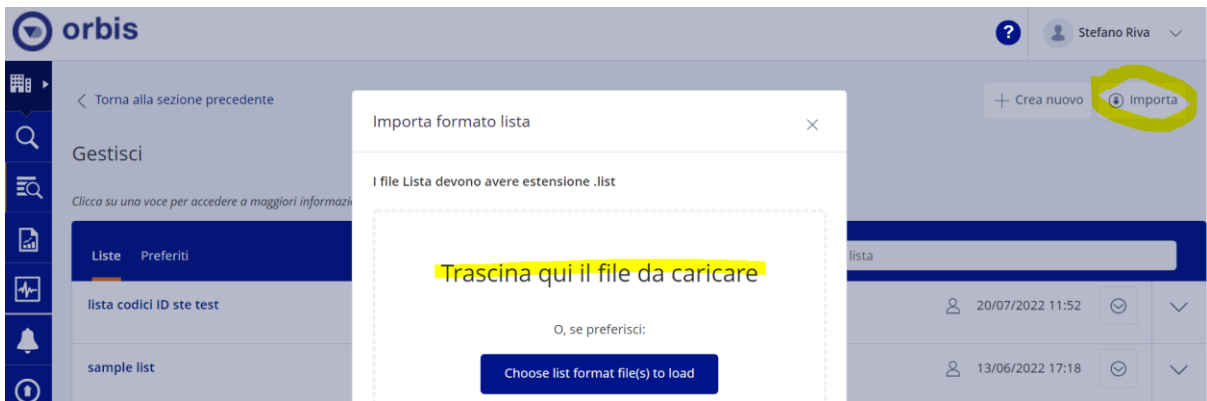 orbis
?
Stefano Riva
Torna alla sezione precedente
Crea nuovo
Importa
Importa formato lista
Gestisci
I file Lista devono avere estensione .list
Clicca su una voce per accedere a maggiori informazi
Liste Preferiti
lista
Trascina qui il file da caricare
lista codici ID ste test
20/07/2022 11:52
O, se preferisci:
sample list
Choose list format file(s) to load
13/06/2022 17:18